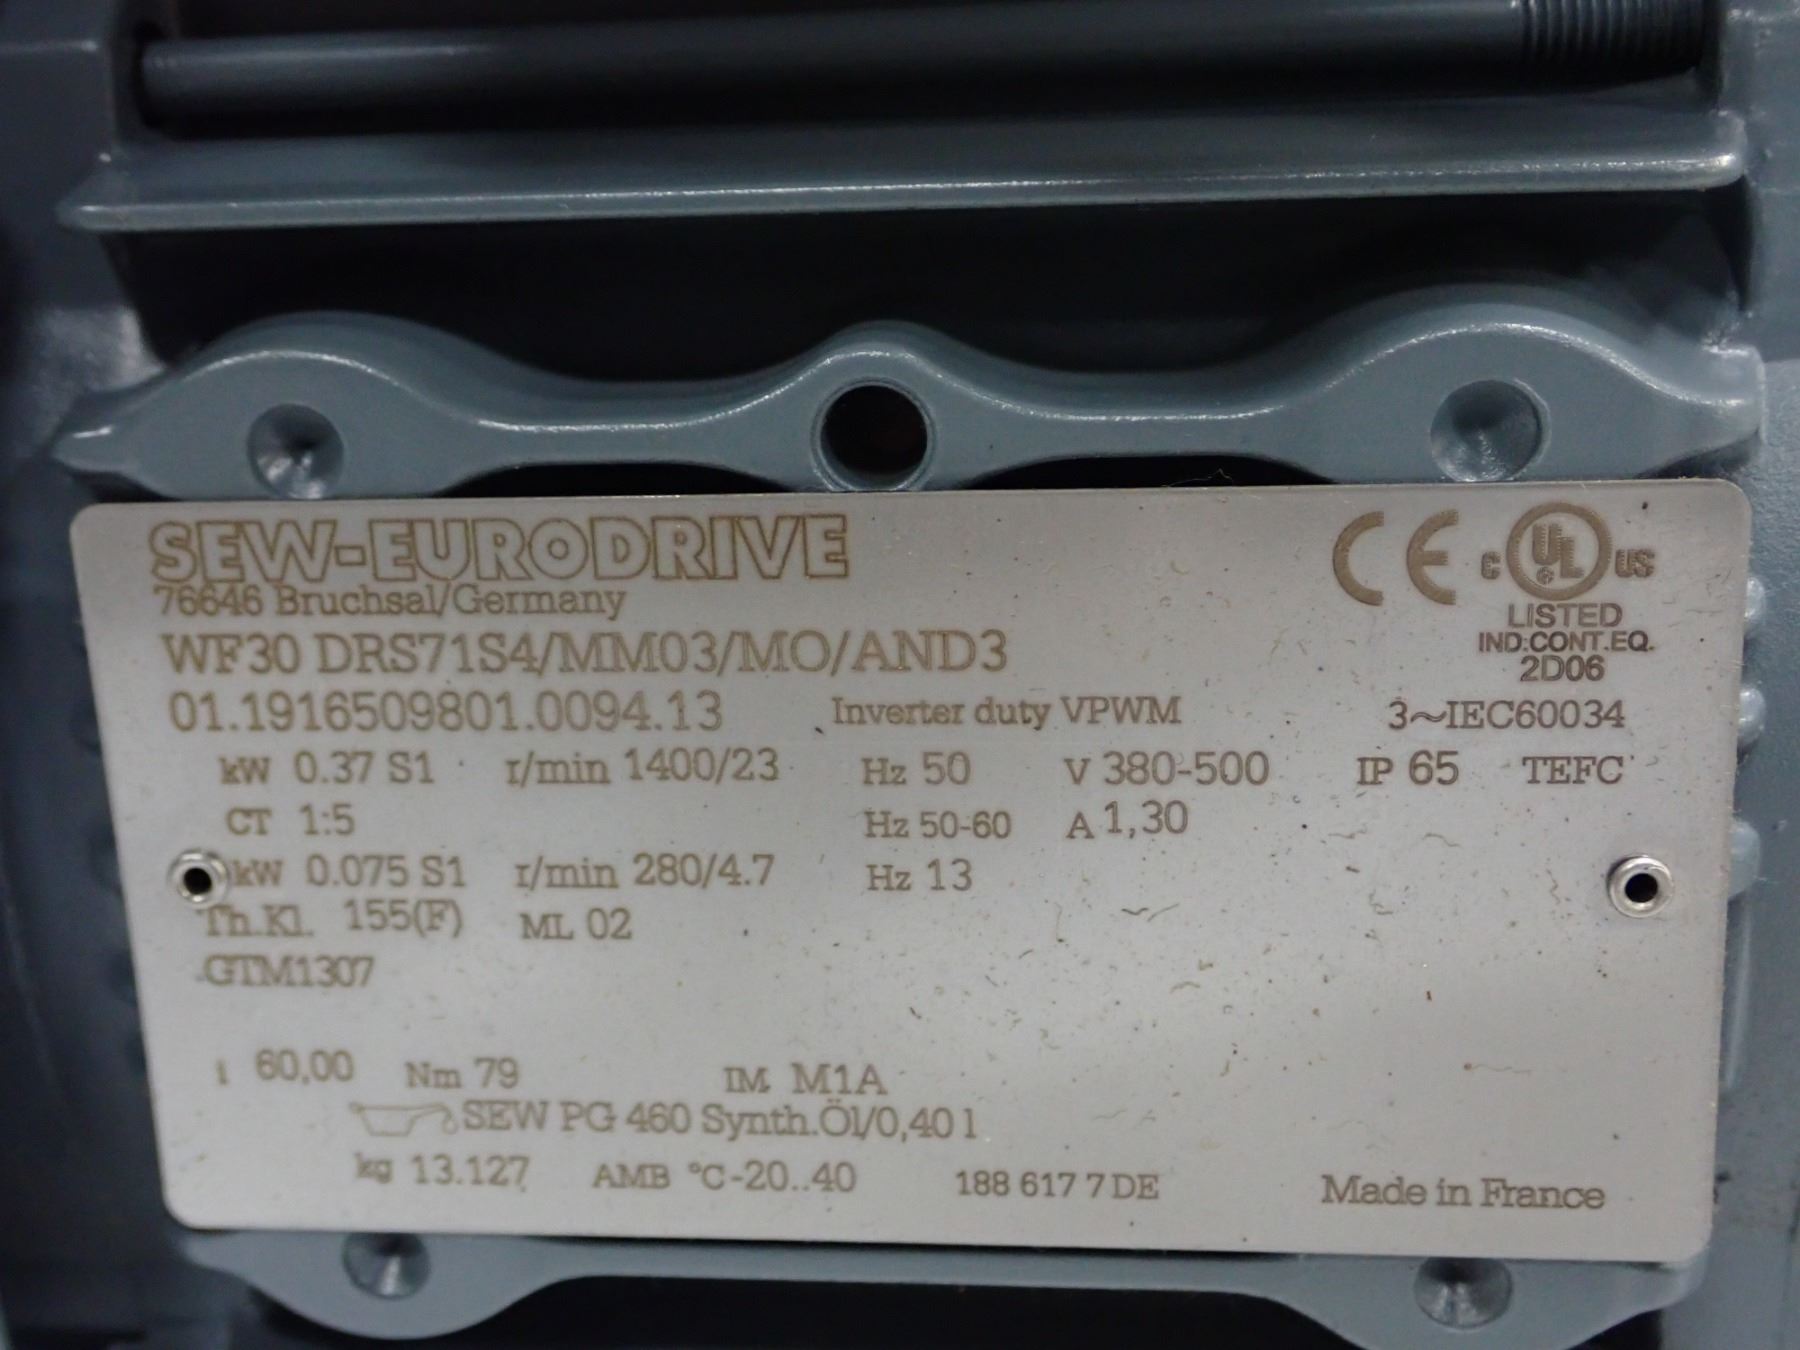 SEW-EURODRIVE
76646 Bruchsal/Germany
CE c UL us
LISTED
IND.CONT.EQ.
2D06
WF30 DRS71S4/MM03/MO/AND3
01.1916509801.0094.13 Inverter duty VPWM 3~IEC60034
kW 0.37 S1 r/min 1400/23 Hz 50 V 380-500 IP 65 TEFC
CT 1:5 Hz 50-60 A 1,30
kW 0.075 S1 r/min 280/4.7 Hz 13
Th.Kl. 155(F) ML 02
GTM1307
i 60,00 Nm 79 IM M1A
SEW PG 460 Synth.Öl/0,40 l
kg 13.127 AMB °C -20..40 188 617 7 DE Made in France